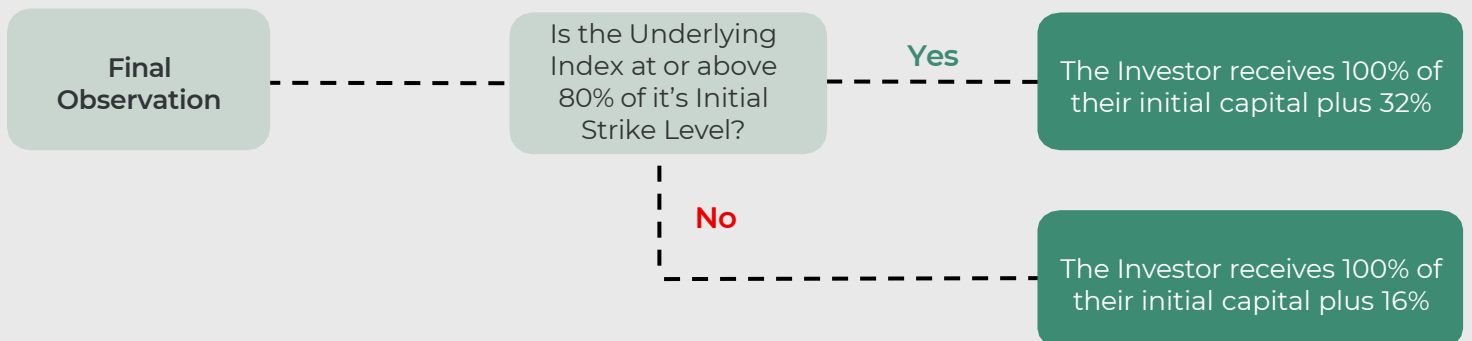 Final
Observation
Is the Underlying
Index at or above
80% of it’s Initial
Strike Level?
Yes
The Investor receives 100% of
their initial capital plus 32%
No
The Investor receives 100% of
their initial capital plus 16%